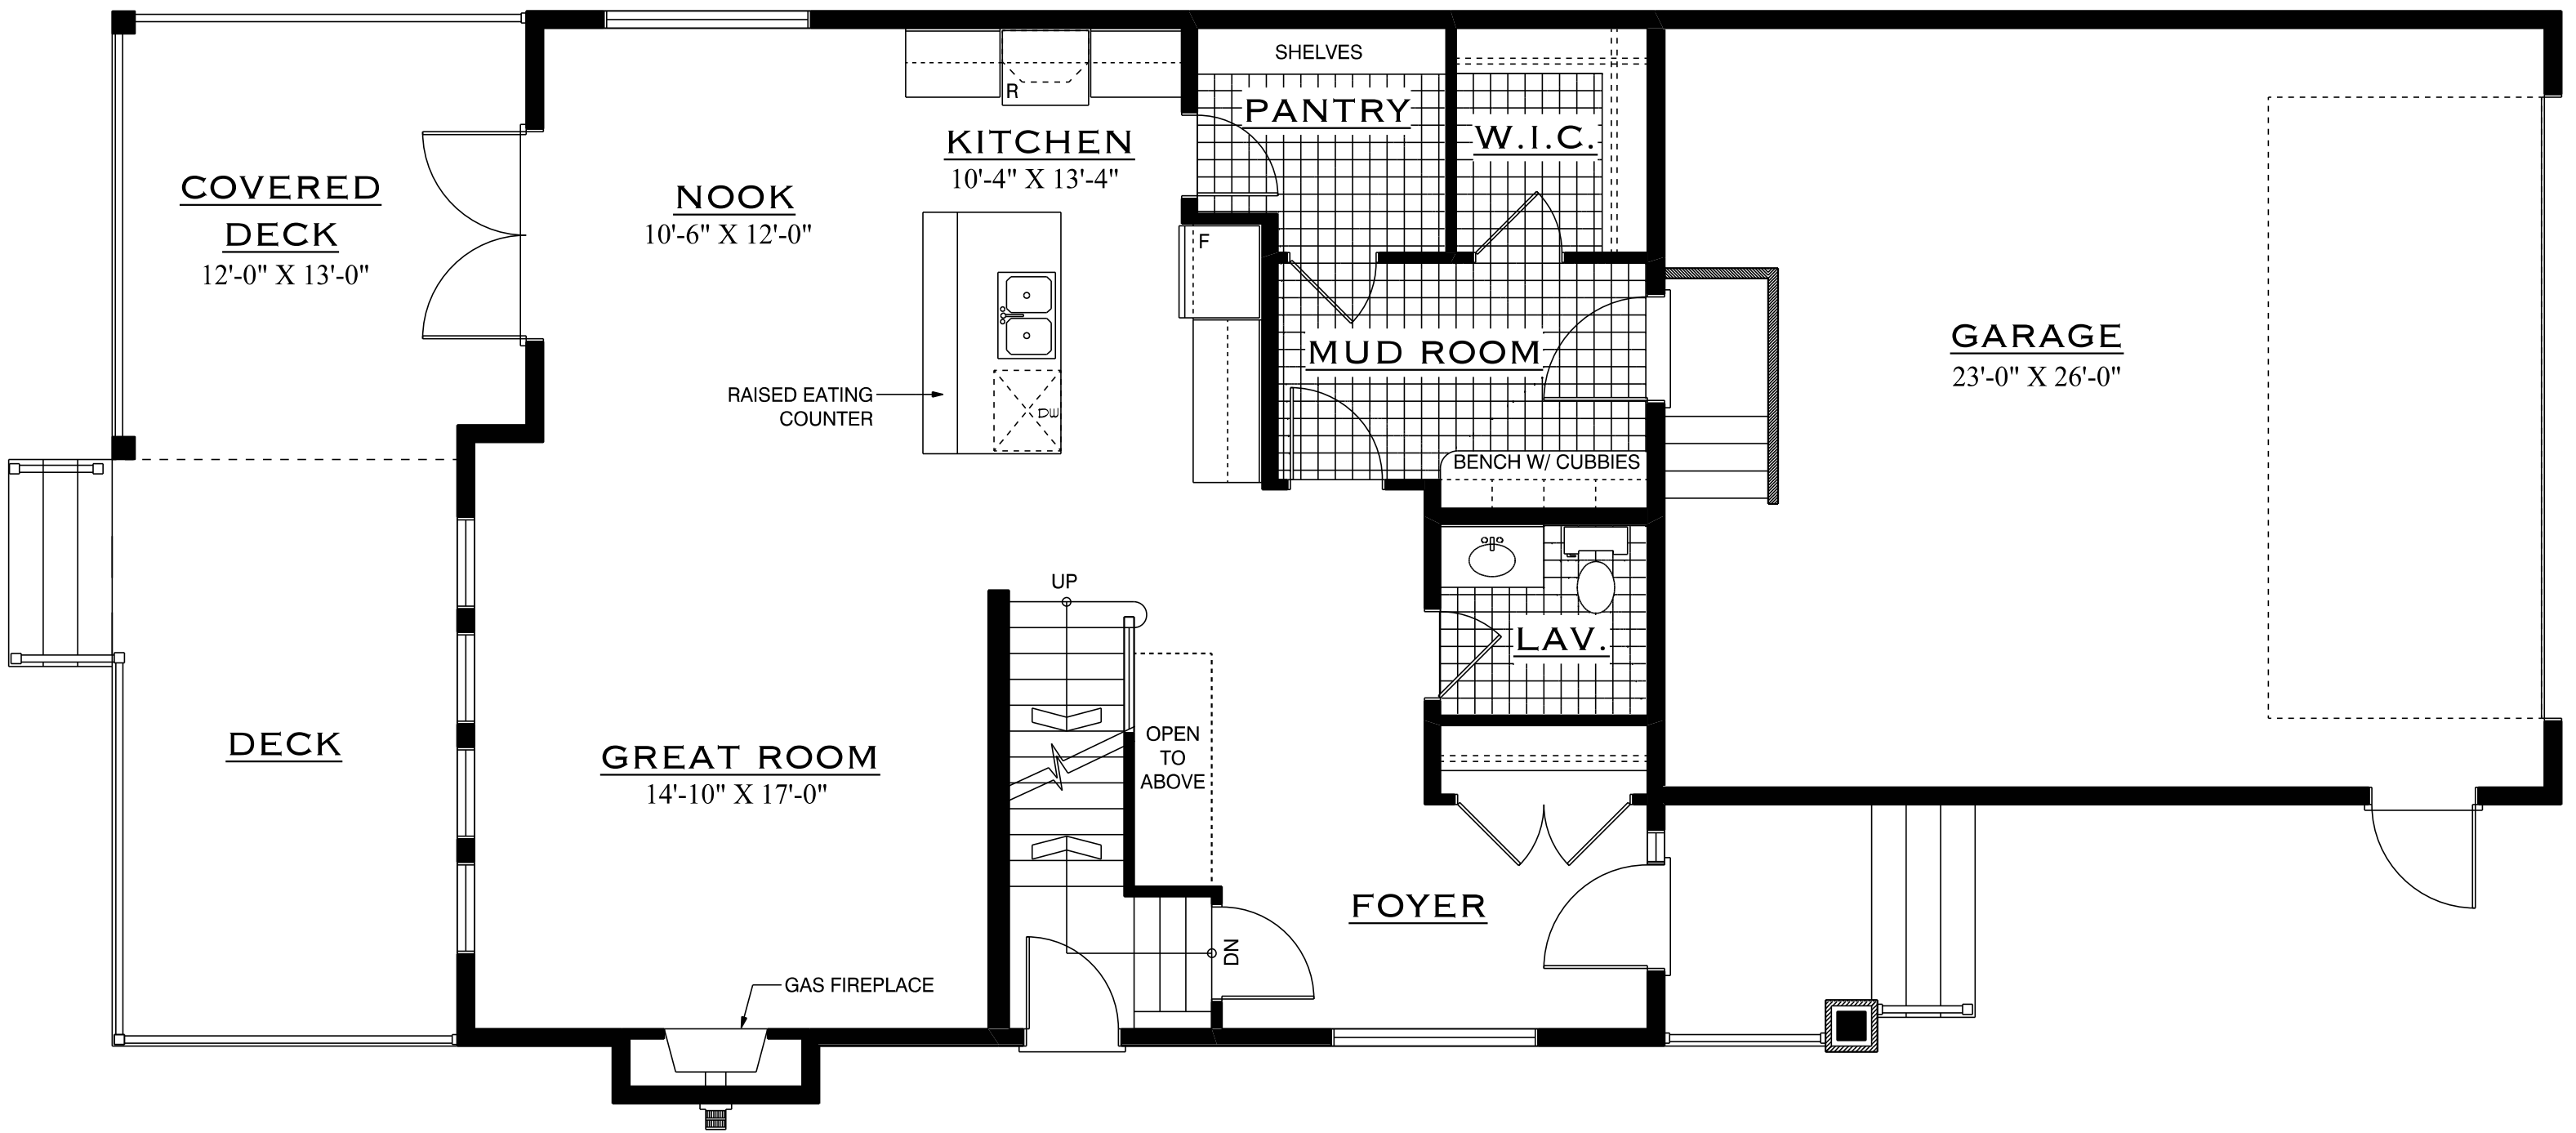 SHELVES
R
PANTRY
W.I.C.
KITCHEN
10'-4" X 13'-4"
COVERED
DECK
12'-0" X 13'-0"
NOOK
10'-6" X 12'-0"
F
MUD ROOM
GARAGE
23'-0" X 26'-0"
RAISED EATING
COUNTER
DW
BENCH W/ CUBBIES
UP
LAV.
OPEN
TO
ABOVE
DECK
GREAT ROOM
14'-10" X 17'-0"
FOYER
DN
GAS FIREPLACE